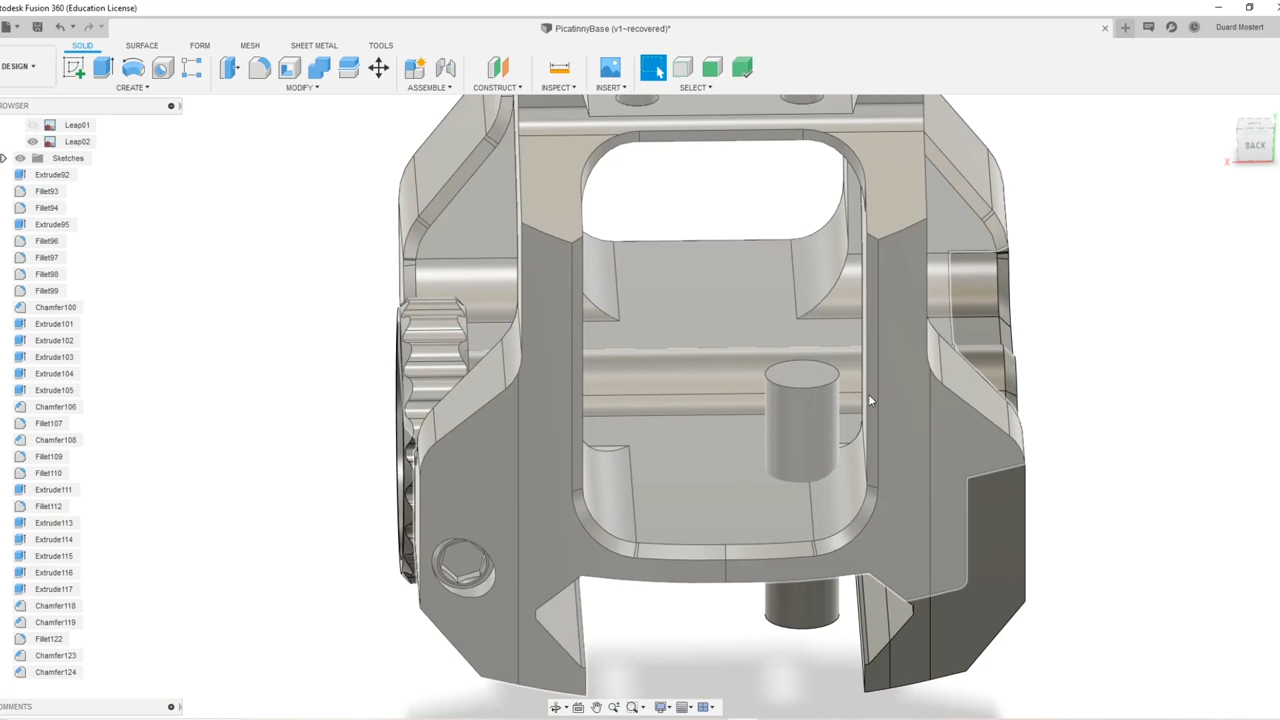 utodesk Fusion 360 (Education License)
PicatinnyBase (v1~recovered)*
Duard Mostert
SOLID SURFACE FORM MESH SHEET METAL TOOLS
DESIGN
CREATE MODIFY ASSEMBLE CONSTRUCT INSPECT INSERT SELECT
ROWSER
Leap01
Leap02
Sketches
Extrude92
Fillet93
Fillet94
Extrude95
Fillet96
Fillet97
Fillet98
Fillet99
Chamfer100
Extrude101
Extrude102
Extrude103
Extrude104
Extrude105
Chamfer106
Fillet107
Chamfer108
Fillet109
Fillet110
Extrude111
Fillet112
Extrude113
Extrude114
Extrude115
Extrude116
Extrude117
Chamfer118
Chamfer119
Fillet122
Chamfer123
Chamfer124
OMMENTS
BACK
X
Y